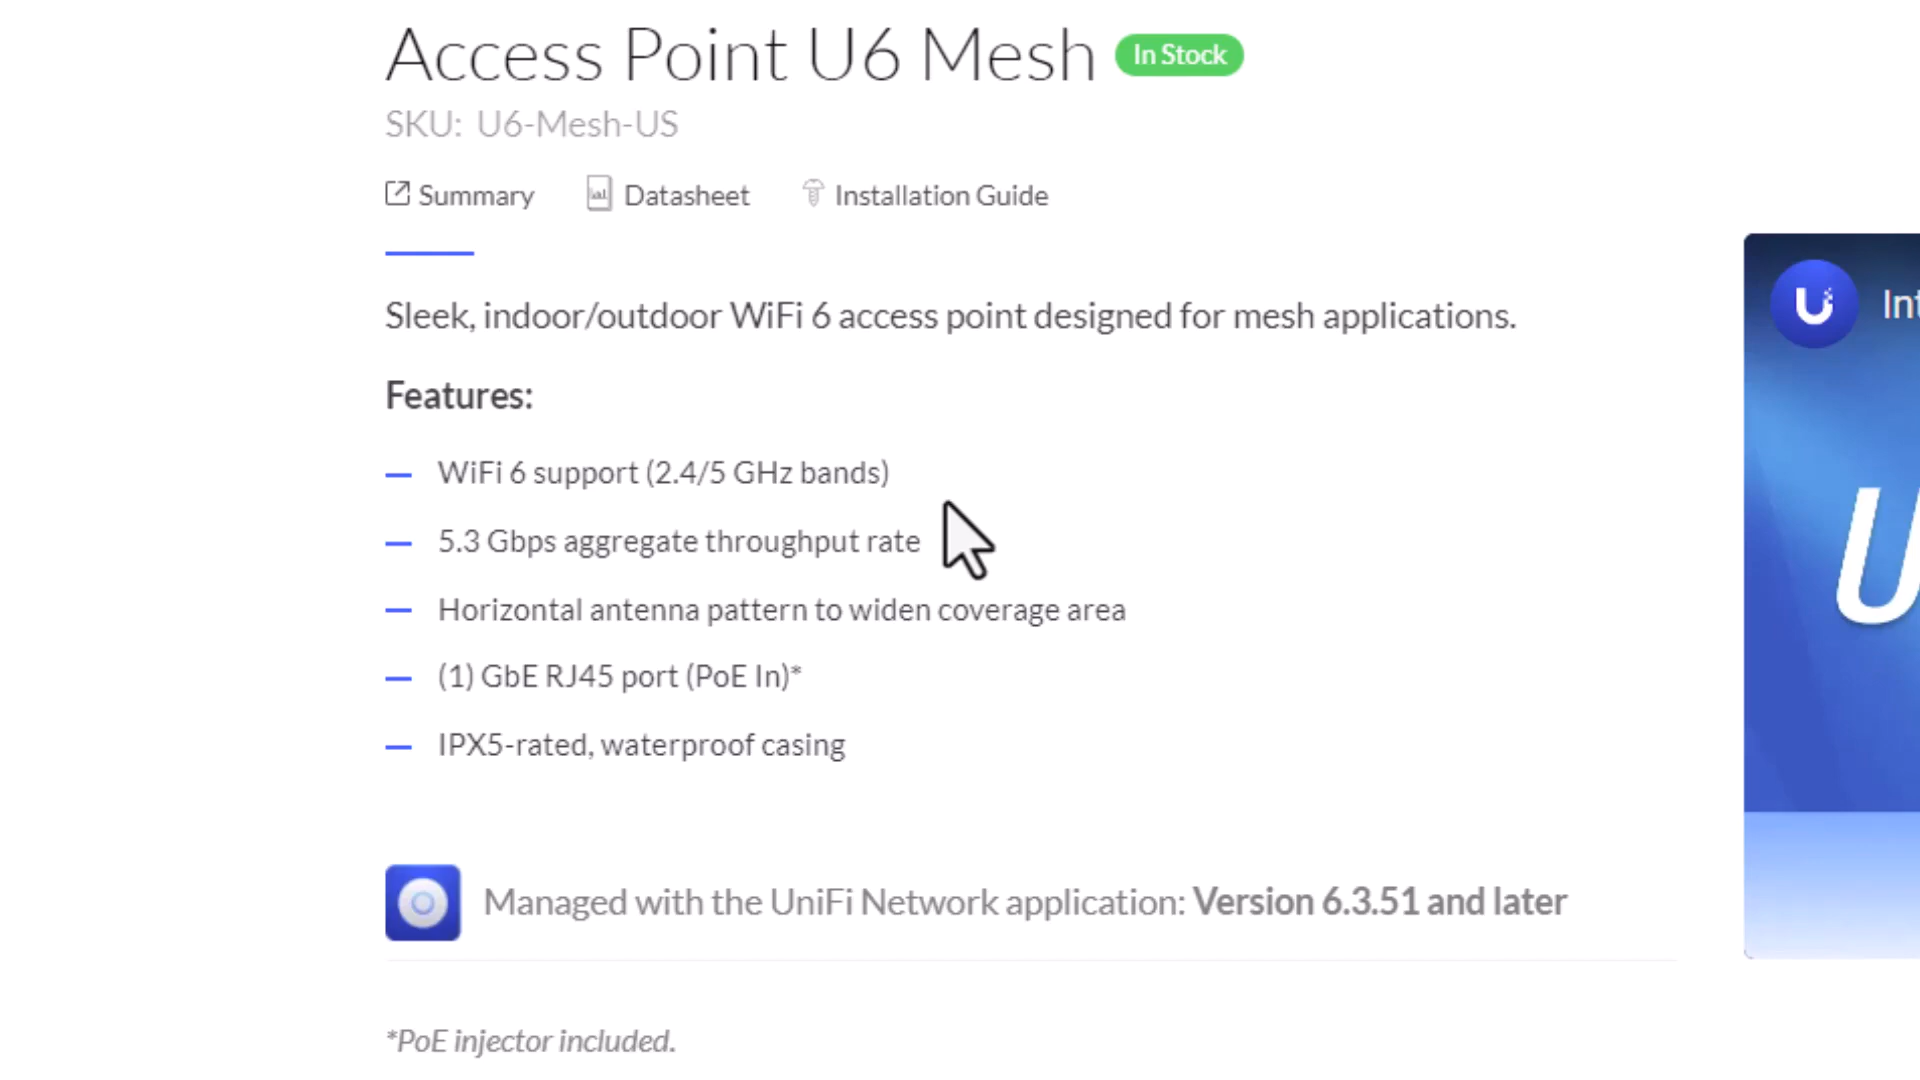 Access Point U6 Mesh In Stock
SKU: U6-Mesh-US
Summary Datasheet Installation Guide
Sleek, indoor/outdoor WiFi 6 access point designed for mesh applications.
Features:
WiFi 6 support (2.4/5 GHz bands)
5.3 Gbps aggregate throughput rate
Horizontal antenna pattern to widen coverage area
(1) GbE RJ45 port (PoE In)*
IPX5-rated, waterproof casing
Managed with the UniFi Network application: Version 6.3.51 and later
*PoE injector included.